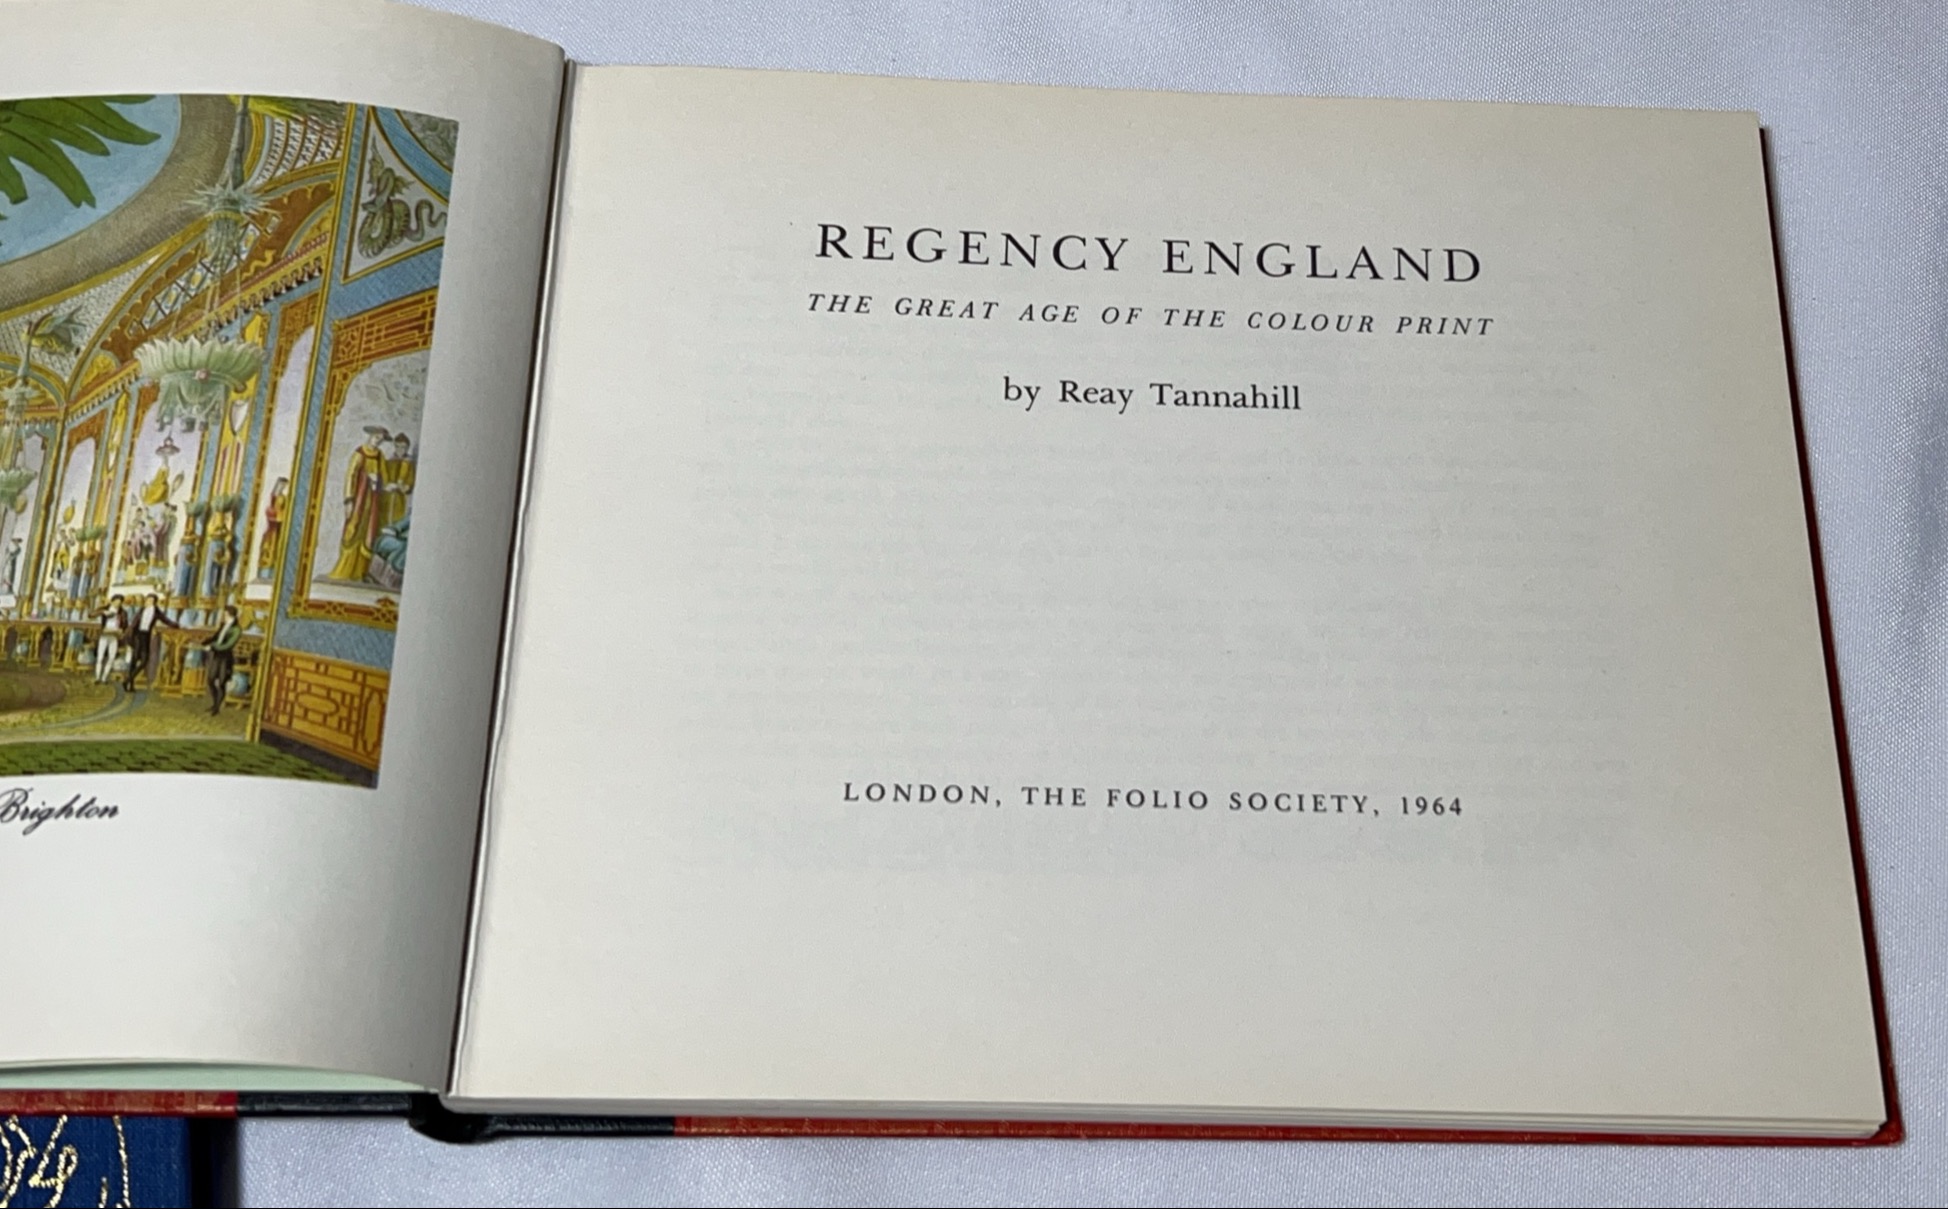 Brighton
REGENCY ENGLAND
THE GREAT AGE OF THE COLOUR PRINT
by Reay Tannahill
LONDON, THE FOLIO SOCIETY, 1964